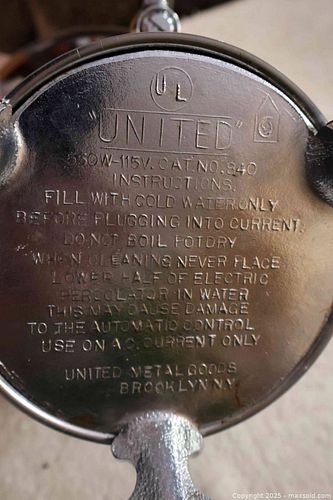 UL
"UNITED"
550W-115V. CAT. NO. 840
INSTRUCTIONS.
FILL WITH COLD WATER ONLY
BEFORE PLUGGING INTO CURRENT.
DO NOT BOIL POT DRY
WHEN CLEANING NEVER PLACE
LOWER HALF OF ELECTRIC
PERCOLATOR IN WATER
THIS MAY CAUSE DAMAGE
TO THE AUTOMATIC CONTROL
USE ON A.C. CURRENT ONLY
UNITED METAL GOODS
BROOKLYN N.Y.
Copyright © 2025 - maxsold.com